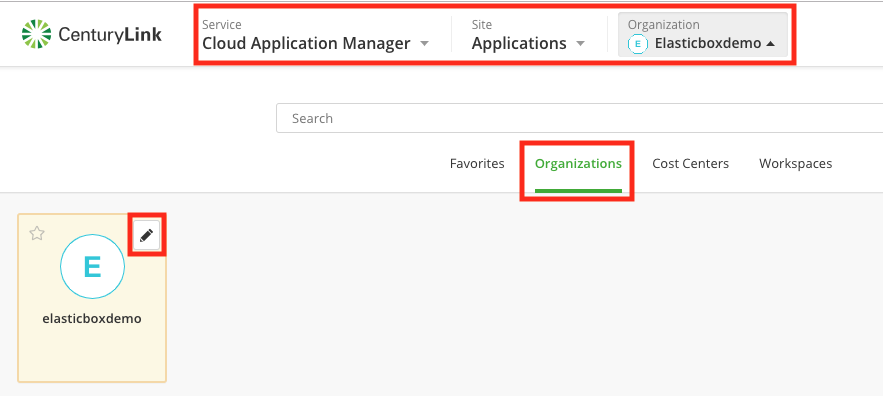 CenturyLink
Service
Cloud Application Manager
Site
Applications
Organization
E Elasticboxdemo
Search
Favorites Organizations Cost Centers Workspaces
E
elasticboxdemo